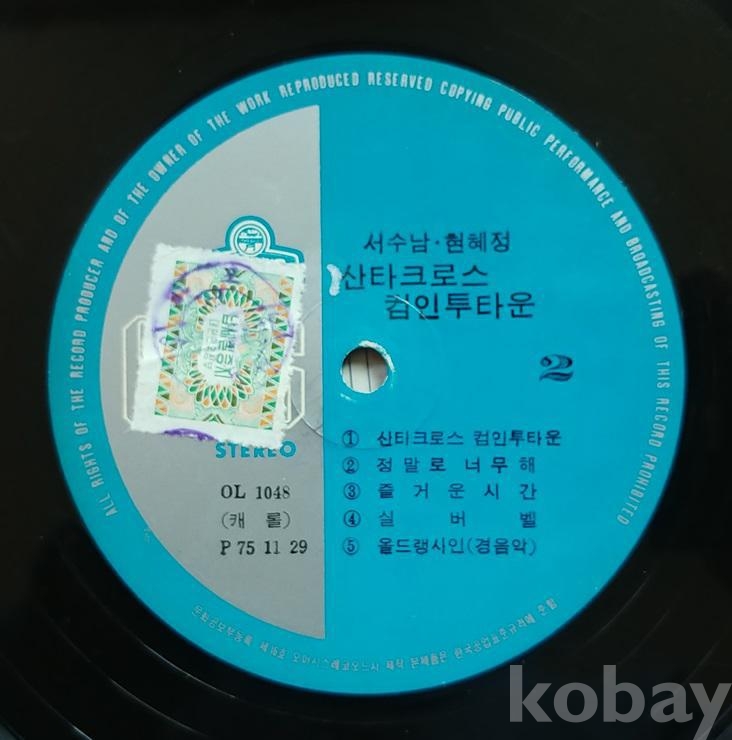 ALL RIGHTS OF THE RECORD PRODUCER AND OF THE OWNER OF THE WORK REPRODUCED RESERVED COPYING PUBLIC PERFORMANCE AND BROADCASTING OF THIS RECORD PROHIBITED
서수남·현혜정
산타크로스
컴인투타운
2
STEREO
OL 1048
(캐롤)
P 75 11 29
① 산타크로스 컴인투타운
② 정말로 너무해
③ 즐거운시간
④ 실버벨
⑤ 올드랭시인(경음악)
kobay